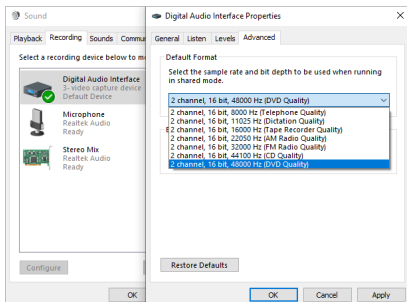 Sound
Playback Recording Sounds Commu
Select a recording device below to mo
Digital Audio Interface
3- video capture device
Default Device
Microphone
Realtek Audio
Ready
Stereo Mix
Realtek Audio
Ready
Configure
OK
Digital Audio Interface Properties
General Listen Levels Advanced
Default Format
Select the sample rate and bit depth to be used when running
in shared mode.
2 channel, 16 bit, 48000 Hz (DVD Quality)
2 channel, 16 bit, 8000 Hz (Telephone Quality)
2 channel, 16 bit, 11025 Hz (Dictation Quality)
2 channel, 16 bit, 16000 Hz (Tape Recorder Quality)
2 channel, 16 bit, 22050 Hz (AM Radio Quality)
2 channel, 16 bit, 32000 Hz (FM Radio Quality)
2 channel, 16 bit, 44100 Hz (CD Quality)
2 channel, 16 bit, 48000 Hz (DVD Quality)
Restore Defaults
OK Cancel Apply